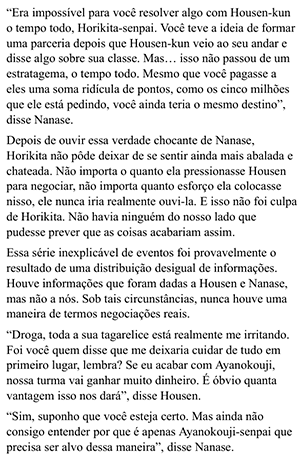 “Era impossível para você resolver algo com Housen-kun
o tempo todo, Horikita-senpai. Você teve a ideia de formar
uma parceria depois que Housen-kun veio ao seu andar e
disse algo sobre sua classe. Mas… isso não passou de um
estratagema, o tempo todo. Mesmo que você pagasse a
eles uma soma ridícula de pontos, como os cinco milhões
que ele está pedindo, você ainda teria o mesmo destino”,
disse Nanase.
Depois de ouvir essa verdade chocante de Nanase,
Horikita não pôde deixar de se sentir ainda mais abalada e
chateada. Não importa o quanto ela pressionasse Housen
para negociar, não importa quanto esforço ela colocasse
nisso, ele nunca iria realmente ouvi-la. E isso não foi culpa
de Horikita. Não havia ninguém do nosso lado que
pudesse prever que as coisas acabariam assim.
Essa série inexplicável de eventos foi provavelmente o
resultado de uma distribuição desigual de informações.
Houve informações que foram dadas a Housen e Nanase,
mas não a nós. Sob tais circunstâncias, nunca houve uma
maneira de termos negociações reais.
“Droga, toda a sua tagarelice está realmente me irritando.
Foi você quem disse que me deixaria cuidar de tudo em
primeiro lugar, lembra? Se eu acabar com Ayanokouji,
nossa turma vai ganhar muito dinheiro. É óbvio quanta
vantagem isso nos dará”, disse Housen.
“Sim, suponho que você esteja certo. Mas ainda não
consigo entender por que é apenas Ayanokouji-senpai que
precisa ser alvo dessa maneira”, disse Nanase.